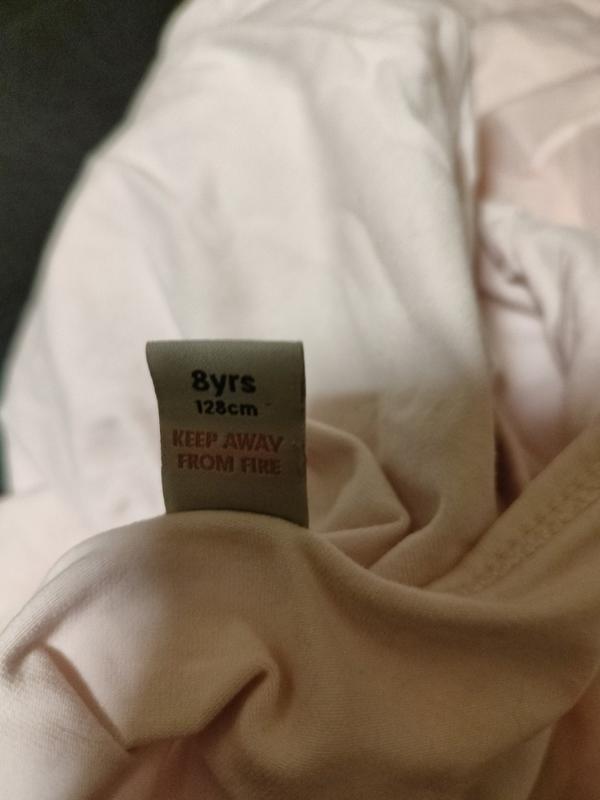 8yrs
128cm
KEEP AWAY
FROM FIRE